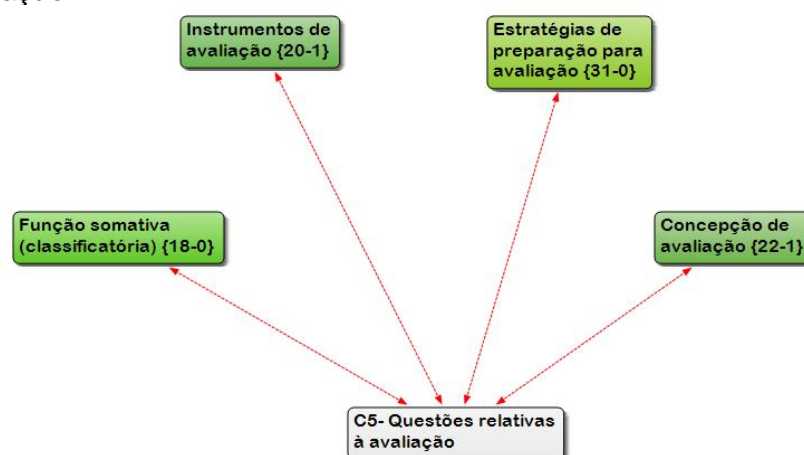 Instrumentos de
avaliação {20-1}
Estratégias de
preparação para
avaliação {31-0}
Função somativa
(classificatória) {18-0}
Concepção de
avaliação {22-1}
C5- Questões relativas
à avaliação